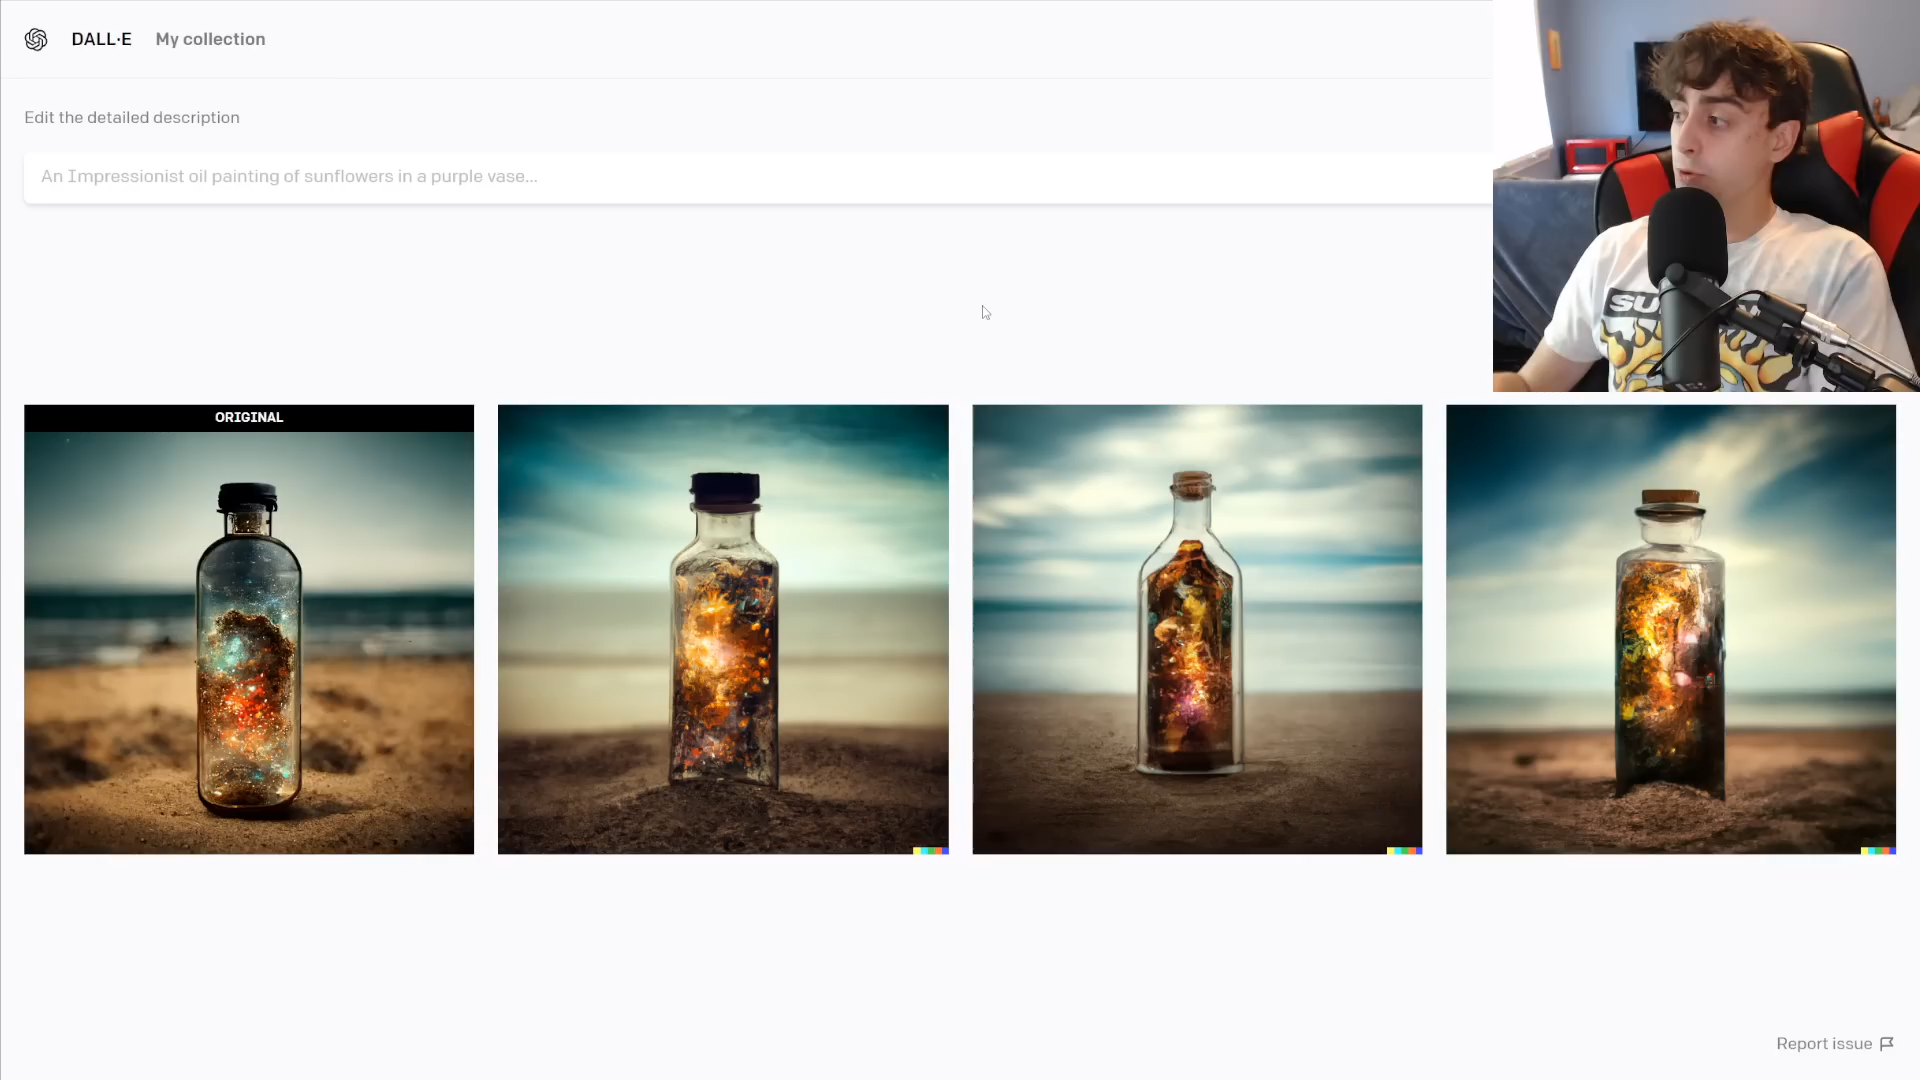 DALL·E My collection
Edit the detailed description
An Impressionist oil painting of sunflowers in a purple vase...
SU
ORIGINAL
Report issue